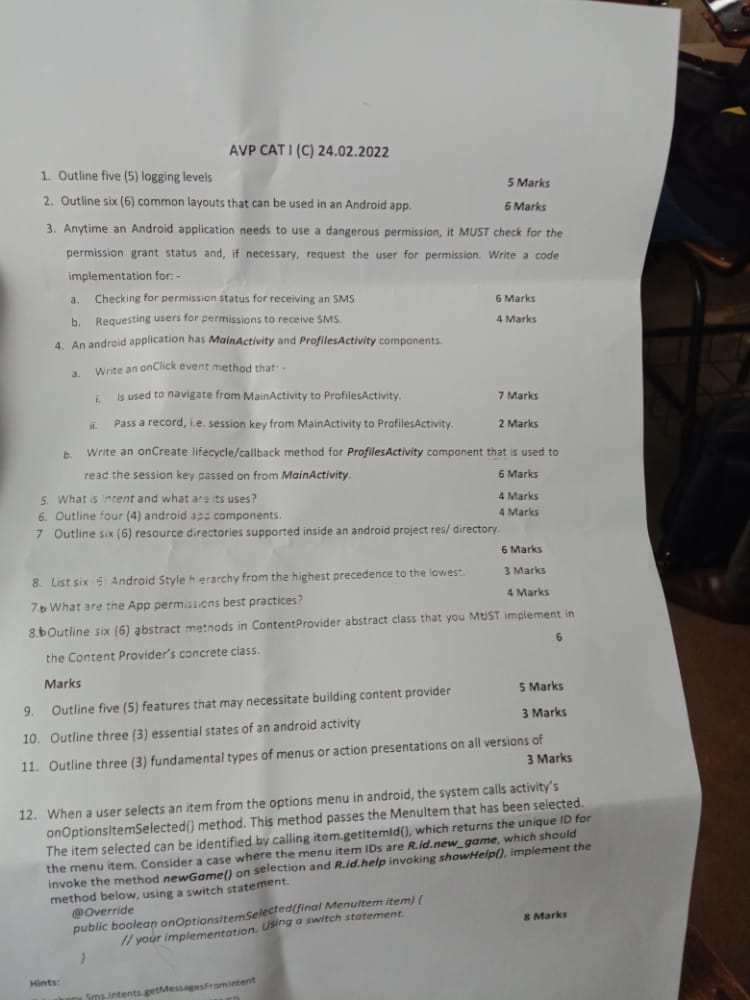 AVP CAT I (C) 24.02.2022
1. Outline five (5) logging levels 5 Marks
2. Outline six (6) common layouts that can be used in an Android app. 6 Marks
3. Anytime an Android application needs to use a dangerous permission, it MUST check for the
permission grant status and, if necessary, request the user for permission. Write a code
implementation for: -
a. Checking for permission status for receiving an SMS 6 Marks
b. Requesting users for permissions to receive SMS. 4 Marks
4. An android application has MainActivity and ProfilesActivity components.
a. Write an onClick event method that: -
i. Is used to navigate from MainActivity to ProfilesActivity. 7 Marks
ii. Pass a record, i.e. session key from MainActivity to ProfilesActivity. 2 Marks
b. Write an onCreate lifecycle/callback method for ProfilesActivity component that is used to
read the session key passed on from MainActivity. 6 Marks
5. What is intent and what are its uses? 4 Marks
6. Outline four (4) android app components. 4 Marks
7 Outline six (6) resource directories supported inside an android project res/ directory.
6 Marks
8. List six (6) Android Style hierarchy from the highest precedence to the lowest. 3 Marks
7.b What are the App permissions best practices? 4 Marks
8.b Outline six (6) abstract methods in ContentProvider abstract class that you MUST implement in
the Content Provider's concrete class. 6
Marks
9. Outline five (5) features that may necessitate building content provider 5 Marks
10. Outline three (3) essential states of an android activity 3 Marks
11. Outline three (3) fundamental types of menus or action presentations on all versions of
3 Marks
12. When a user selects an item from the options menu in android, the system calls activity's
onOptionsItemSelected() method. This method passes the MenuItem that has been selected.
The item selected can be identified by calling item.getItemId(), which returns the unique ID for
the menu item. Consider a case where the menu item IDs are R.id.new_game, which should
invoke the method newGame() on selection and R.id.help invoking showHelp(), implement the
method below, using a switch statement.
@Override
public boolean onOptionsItemSelected(final MenuItem item) {
// your implementation. Using a switch statement. 8 Marks
}
Hints:
Sms.Intents.getMessagesFromIntent